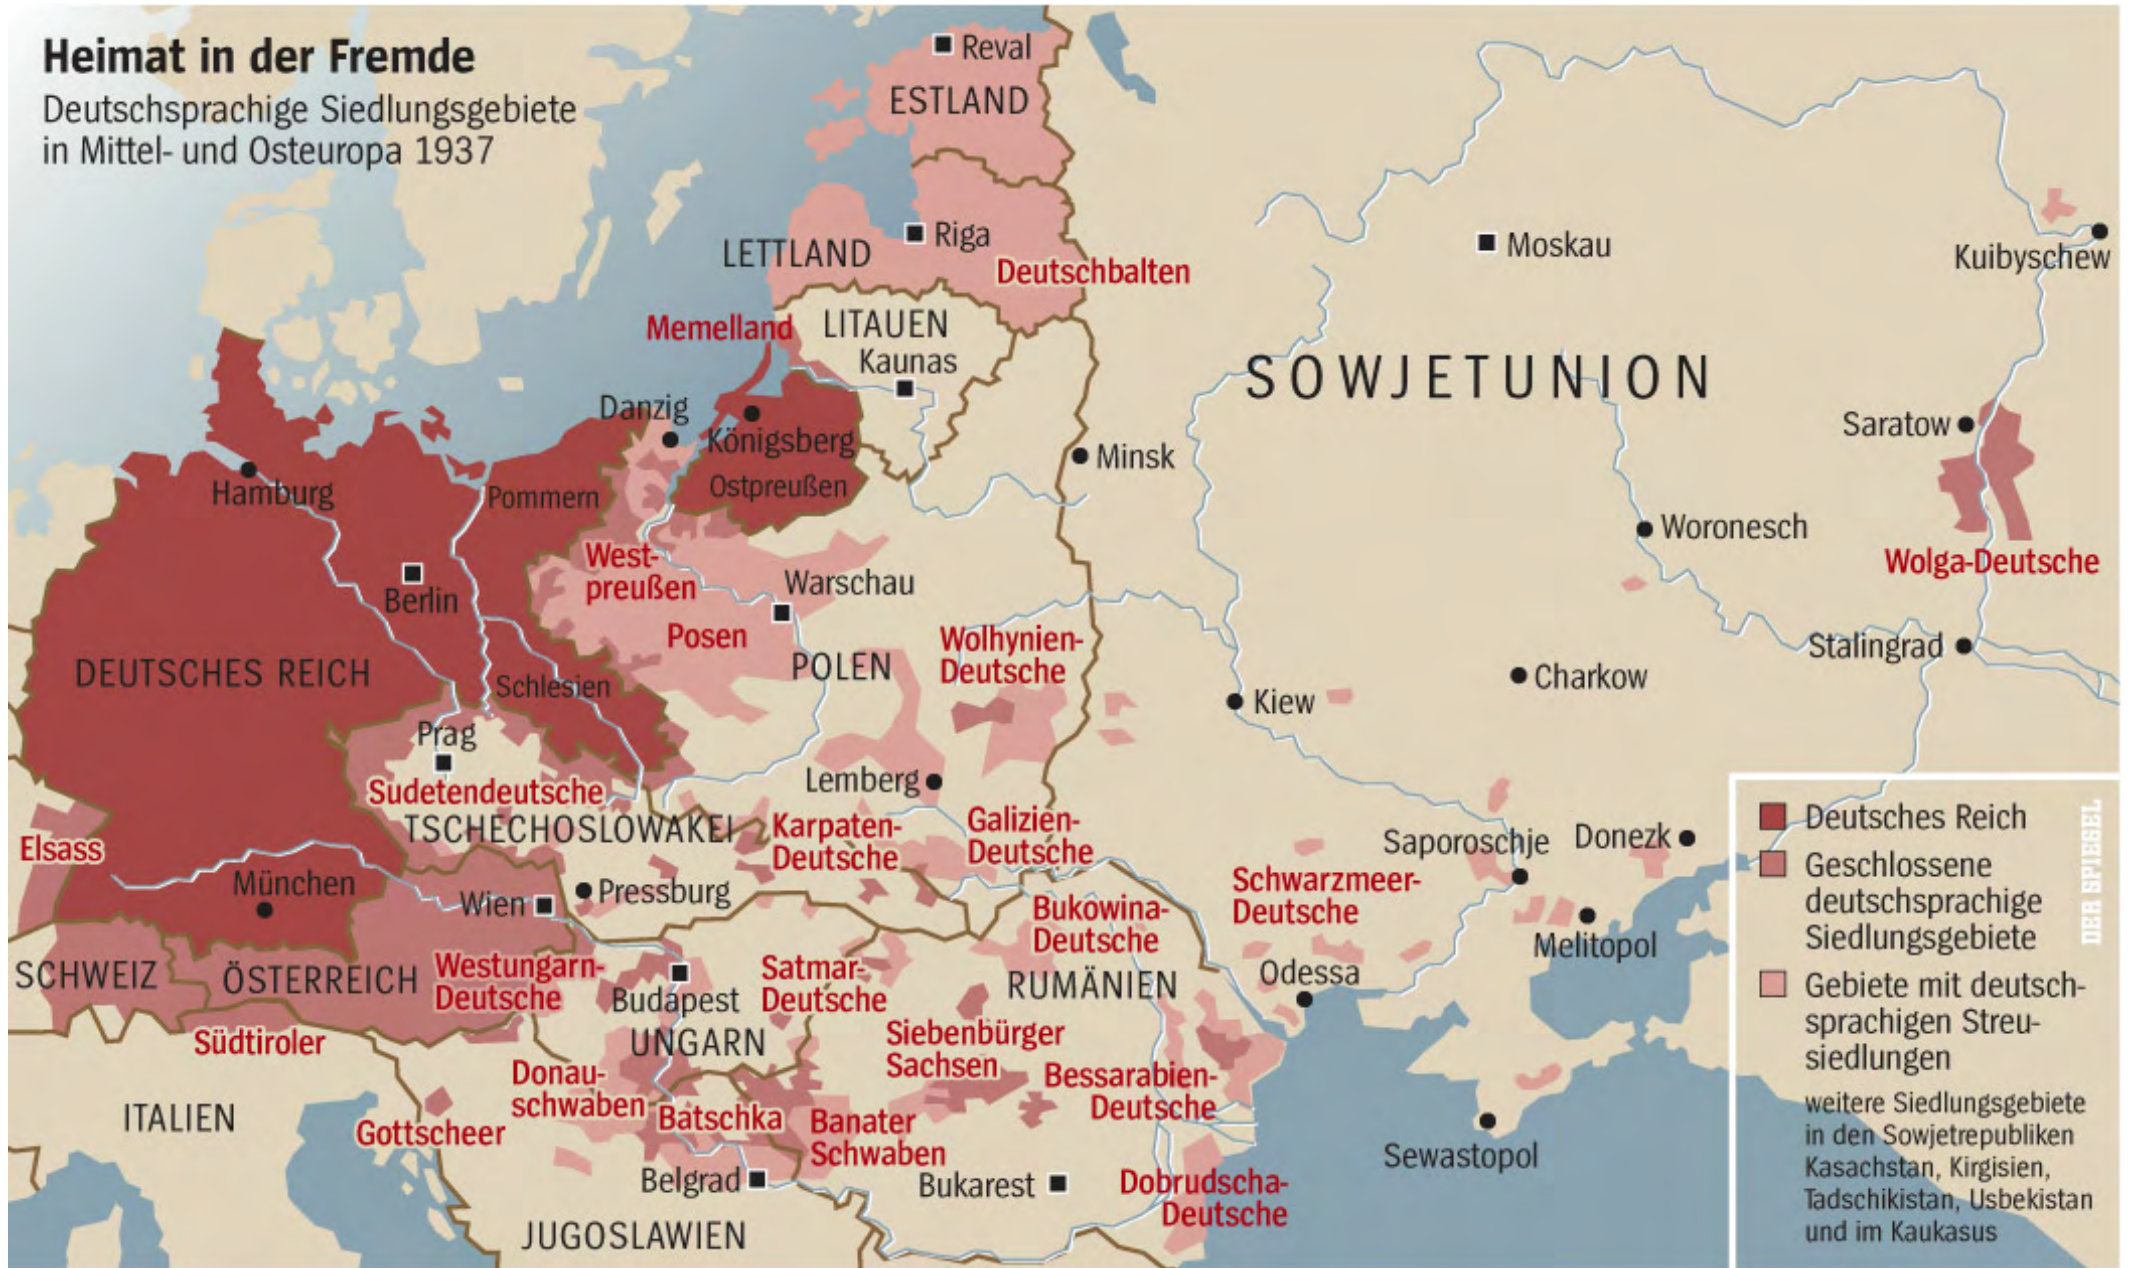 Heimat in der Fremde
Deutschsprachige Siedlungsgebiete
in Mittel- und Osteuropa 1937
Reval
ESTLAND
Riga
LETTLAND
Deutschbalten
Moskau
Kuibyschew
Memelland
LITAUEN
Kaunas
SOWJETUNION
Danzig
Königsberg
Ostpreußen
Minsk
Saratow
Hamburg
Pommern
Woronesch
West-
preußen
Warschau
Wolga-Deutsche
Berlin
Posen
POLEN
Wolhynien-
Deutsche
Stalingrad
DEUTSCHES REICH
Schlesien
Kiew
Charkow
Prag
Sudetendeutsche
Lemberg
TSCHECHOSLOWAKEI
Karpaten-
Deutsche
Galizien-
Deutsche
Saporoschje
Donezk
Elsass
München
Wien
Pressburg
Schwarzmeer-
Deutsche
Bukowina-
Deutsche
Melitopol
SCHWEIZ
ÖSTERREICH
Westungarn-
Deutsche
Budapest
Satmar-
Deutsche
RUMÄNIEN
Odessa
Südtiroler
UNGARN
Siebenbürger
Sachsen
Donau-
schwaben
Batschka
Bessarabien-
Deutsche
ITALIEN
Gottscheer
Banater
Schwaben
Sewastopol
Belgrad
Bukarest
Dobrudscha-
Deutsche
JUGOSLAWIEN
Deutsches Reich
Geschlossene
deutschsprachige
Siedlungsgebiete
Gebiete mit deutsch-
sprachigen Streu-
siedlungen
weitere Siedlungsgebiete
in den Sowjetrepubliken
Kasachstan, Kirgisien,
Tadschikistan, Usbekistan
und im Kaukasus
DER SPIEGEL